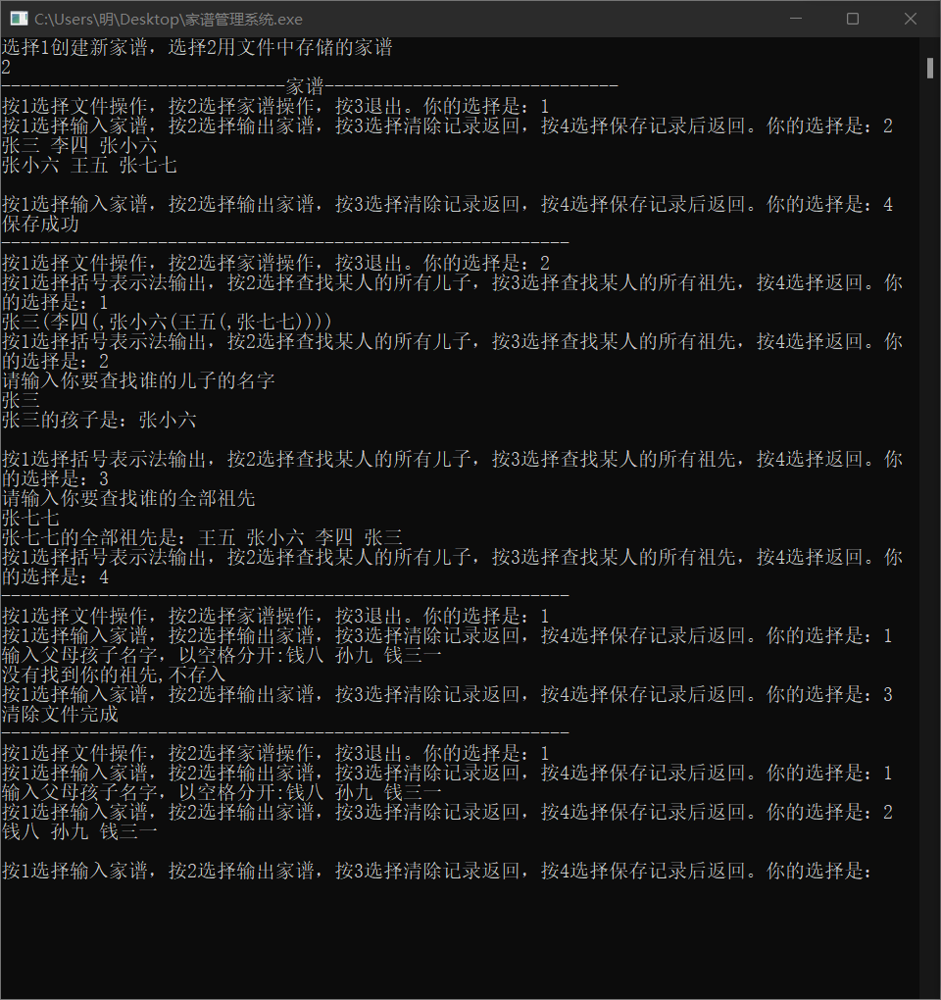 C:\Users\明\Desktop\家谱管理系统.exe
选择1创建新家谱，选择2用文件中存储的家谱
2
-----------------------------家谱------------------------------
按1选择文件操作，按2选择家谱操作，按3退出。你的选择是：1
按1选择输入家谱，按2选择输出家谱，按3选择清除记录返回，按4选择保存记录后返回。你的选择是：2
张三 李四 张小六
张小六 王五 张七七
按1选择输入家谱，按2选择输出家谱，按3选择清除记录返回，按4选择保存记录后返回。你的选择是：4
保存成功
----------------------------------------------------------
按1选择文件操作，按2选择家谱操作，按3退出。你的选择是：2
按1选择括号表示法输出，按2选择查找某人的所有儿子，按3选择查找某人的所有祖先，按4选择返回。你
的选择是：1
张三(李四(,张小六(王五(,张七七))))
按1选择括号表示法输出，按2选择查找某人的所有儿子，按3选择查找某人的所有祖先，按4选择返回。你
的选择是：2
请输入你要查找谁的儿子的名字
张三
张三的孩子是：张小六
按1选择括号表示法输出，按2选择查找某人的所有儿子，按3选择查找某人的所有祖先，按4选择返回。你
的选择是：3
请输入你要查找谁的全部祖先
张七七
张七七的全部祖先是：王五 张小六 李四 张三
按1选择括号表示法输出，按2选择查找某人的所有儿子，按3选择查找某人的所有祖先，按4选择返回。你
的选择是：4
----------------------------------------------------------
按1选择文件操作，按2选择家谱操作，按3退出。你的选择是：1
按1选择输入家谱，按2选择输出家谱，按3选择清除记录返回，按4选择保存记录后返回。你的选择是：1
输入父母孩子名字，以空格分开:钱八 孙九 钱三一
没有找到你的祖先,不存入
按1选择输入家谱，按2选择输出家谱，按3选择清除记录返回，按4选择保存记录后返回。你的选择是：3
清除文件完成
----------------------------------------------------------
按1选择文件操作，按2选择家谱操作，按3退出。你的选择是：1
按1选择输入家谱，按2选择输出家谱，按3选择清除记录返回，按4选择保存记录后返回。你的选择是：1
输入父母孩子名字，以空格分开:钱八 孙九 钱三一
按1选择输入家谱，按2选择输出家谱，按3选择清除记录返回，按4选择保存记录后返回。你的选择是：2
钱八 孙九 钱三一
按1选择输入家谱，按2选择输出家谱，按3选择清除记录返回，按4选择保存记录后返回。你的选择是：